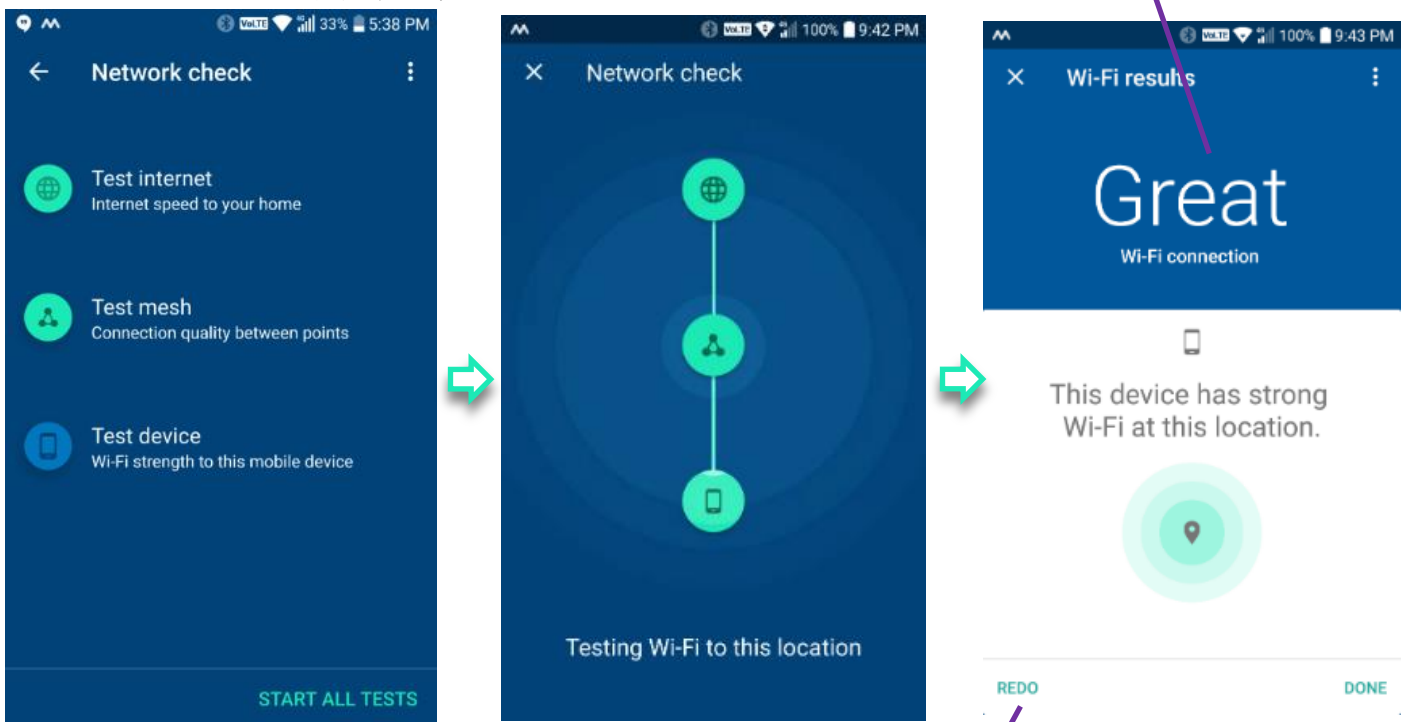 VoLTE 33% 5:38 PM
Network check
Test internet
Internet speed to your home
Test mesh
Connection quality between points
Test device
Wi-Fi strength to this mobile device
START ALL TESTS
VoLTE 100% 9:42 PM
Network check
Testing Wi-Fi to this location
VoLTE 100% 9:43 PM
Wi-Fi results
Great
Wi-Fi connection
This device has strong
Wi-Fi at this location.
REDO DONE